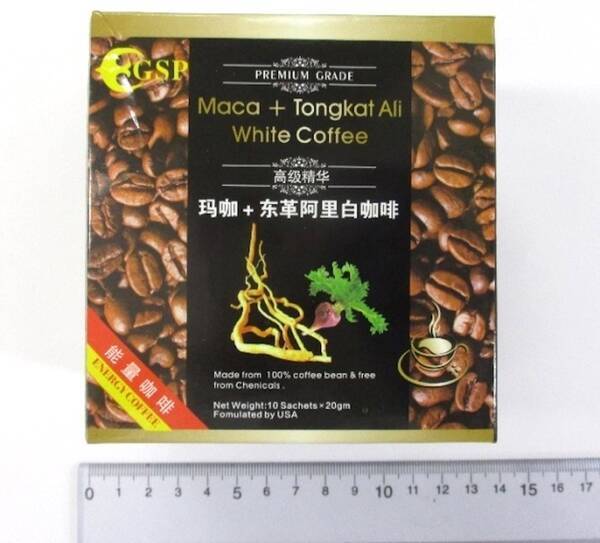 GSP
PREMIUM GRADE
Maca + Tongkat Ali
White Coffee
高级精华
玛咖 + 东革阿里白咖啡
能量咖啡
ENERGY COFFEE
Made from 100% coffee bean & free
from Chenicals .
Net Weight:10 Sachets×20gm
Fomulated by USA
0 1 2 3 4 5 6 7 8 9 10 11 12 13 14 15 16 17